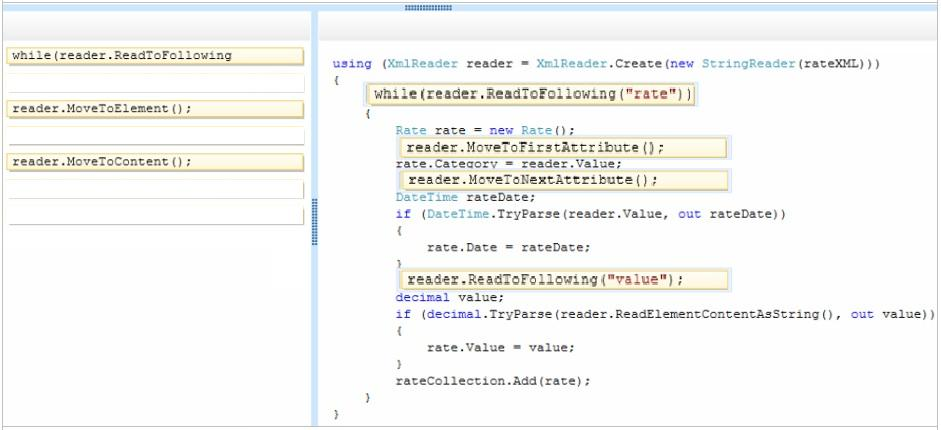 while(reader.ReadToFollowing
reader.MoveToElement();
reader.MoveToContent();
using (XmlReader reader = XmlReader.Create(new StringReader(rateXML)))
{
while(reader.ReadToFollowing("rate"))
{
Rate rate = new Rate();
reader.MoveToFirstAttribute();
rate.Category = reader.Value;
reader.MoveToNextAttribute();
DateTime rateDate;
if (DateTime.TryParse(reader.Value, out rateDate))
{
rate.Date = rateDate;
}
reader.ReadToFollowing("value");
decimal value;
if (decimal.TryParse(reader.ReadElementContentAsString(), out value))
{
rate.Value = value;
}
rateCollection.Add(rate);
}
}